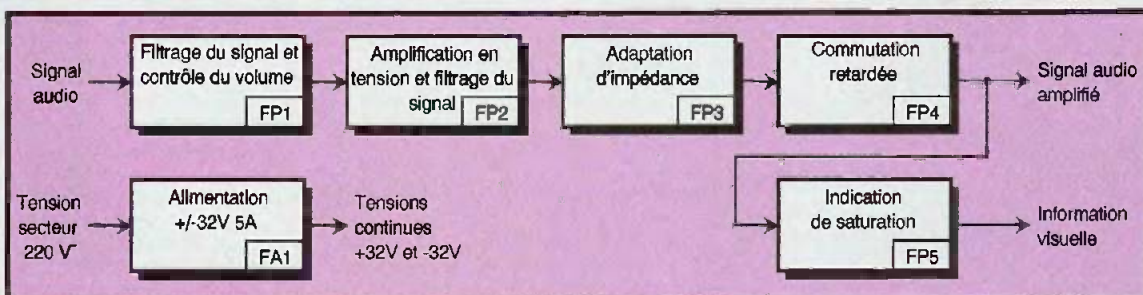 Signal
audio
Filtrage du signal et
contrôle du volume
FP1
Amplification en
tension et filtrage du
signal
FP2
Adaptation
d'impédance
FP3
Commutation
retardée
FP4
Signal audio
amplifié
Tension
secteur
220 V
Alimentation
+/-32V 5A
FA1
Tensions
continues
+32V et -32V
Indication
de saturation
FP5
Information
visuelle